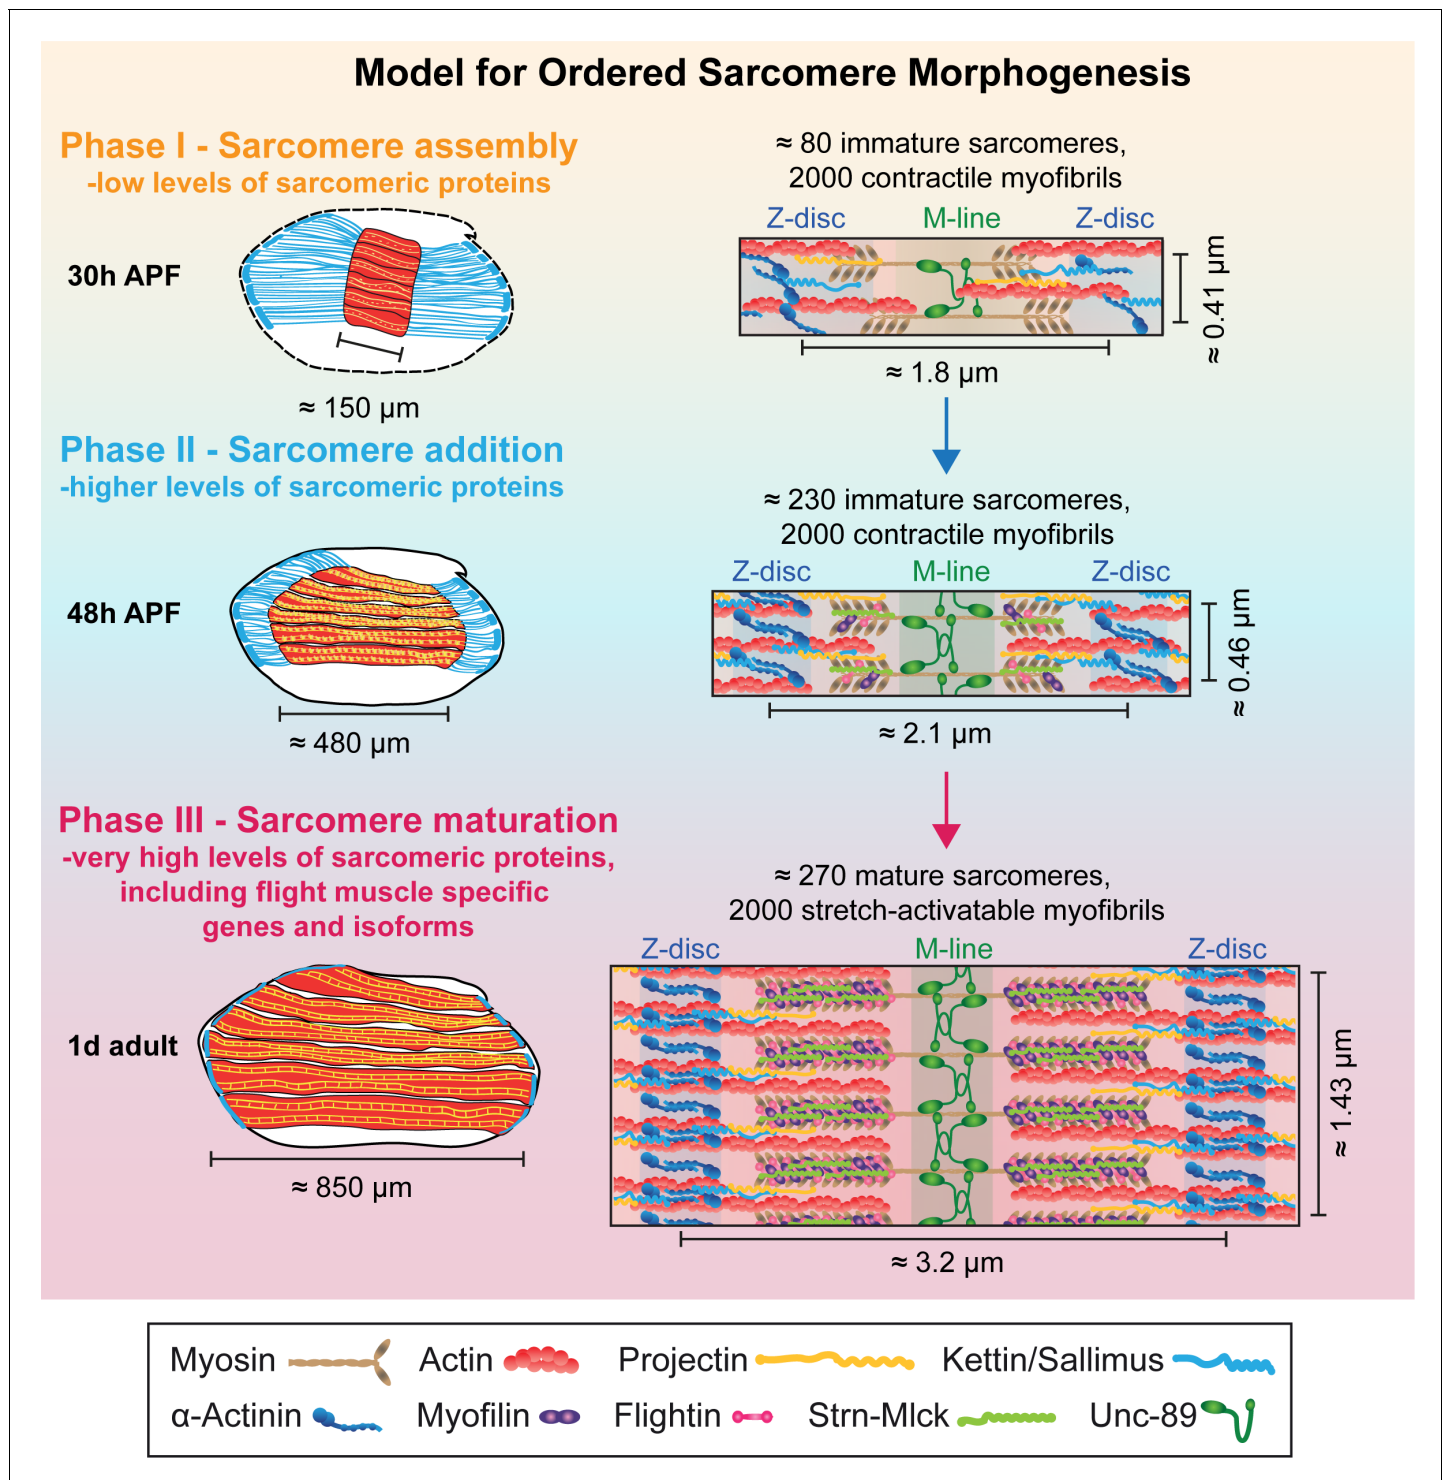 Model for Ordered Sarcomere Morphogenesis
Phase I - Sarcomere assembly
-low levels of sarcomeric proteins
30h APF
≈ 150 µm
≈ 80 immature sarcomeres,
2000 contractile myofibrils
Z-disc M-line Z-disc
≈ 0.41 µm
≈ 1.8 µm
Phase II - Sarcomere addition
-higher levels of sarcomeric proteins
48h APF
≈ 480 µm
≈ 230 immature sarcomeres,
2000 contractile myofibrils
Z-disc M-line Z-disc
≈ 0.46 µm
≈ 2.1 µm
Phase III - Sarcomere maturation
-very high levels of sarcomeric proteins,
including flight muscle specific
genes and isoforms
1d adult
≈ 850 µm
≈ 270 mature sarcomeres,
2000 stretch-activatable myofibrils
Z-disc M-line Z-disc
≈ 1.43 µm
≈ 3.2 µm
Myosin Actin Projectin Kettin/Sallimus
α-Actinin Myofilin Flightin Strn-Mlck Unc-89